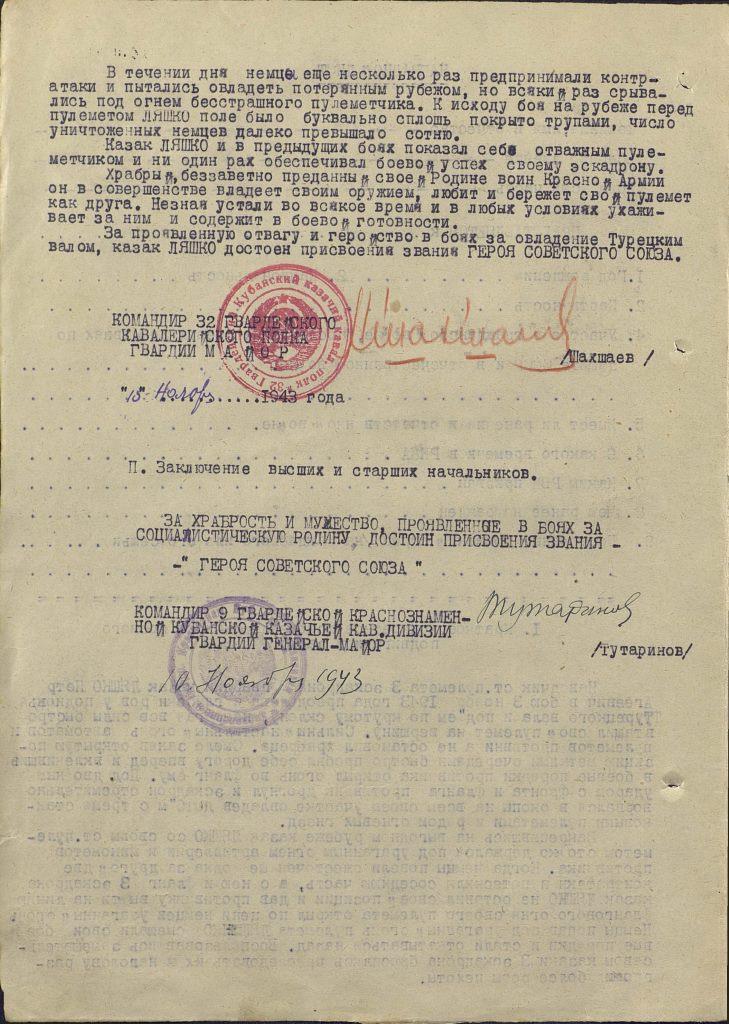 В течении дня немцы еще несколько раз предпринимали контр-
атаки и пытались овладеть потерянным рубежом, но всякий раз срыва-
лись под огнем бесстрашного пулеметчика. К исходу боя на рубеже перед
пулеметом ЛЯШКО поле было буквально сплошь покрыто трупами, число
уничтоженных немцев далеко превышало сотню.
Казак ЛЯШКО и в предыдущих боях показал себя отважным пуле-
метчиком и ни один рах обеспечивал боевой успех своему эскадрону.
Храбрый, беззаветно преданный своей Родине воин Красной Армии
он в совершенстве владеет своим оружием, любит и бережет свой пулемет
как друга. Незная устали во всякое время и в любых условиях ухажи-
вает за ним и содержит в боевой готовности.
За проявленную отвагу и геройство в боях за овладение Турецким
валом, казак ЛЯШКО достоин присвоения звания ГЕРОЯ СОВЕТСКОГО СОЮЗА.
КОМАНДИР 32 ГВАРДЕЙСКОГО
КАВАЛЕРИЙСКОГО ПОЛКА
ГВАРДИИ МАЙОР
/Шахшаев /
"15" Ноябр 1943 года
П. Заключение высших и старших начальников.
ЗА ХРАБРОСТЬ И МУЖЕСТВО, ПРОЯВЛЕННОЕ В БОЯХ ЗА
СОЦИАЛИСТИЧЕСКУЮ РОДИНУ, ДОСТОИН ПРИСВОЕНИЯ ЗВАНИЯ -
-" ГЕРОЯ СОВЕТСКОГО СОЮЗА "
КОМАНДИР 9 ГВАРДЕЙСКОЙ КРАСНОЗНАМЕН-
НОЙ КУБАНСКОЙ КАЗАЧЬЕЙ КАВ.ДИВИЗИИ
ГВАРДИИ ГЕНЕРАЛ-МАЙОР
Тутаринов
/Тутаринов/
10 Ноября 1943